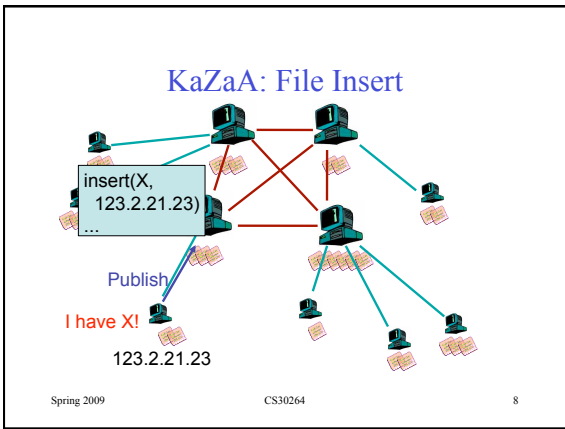 KaZaA: File Insert
insert(X,
123.2.21.23)
...
Publish
I have X!
123.2.21.23
Spring 2009
CS30264
8